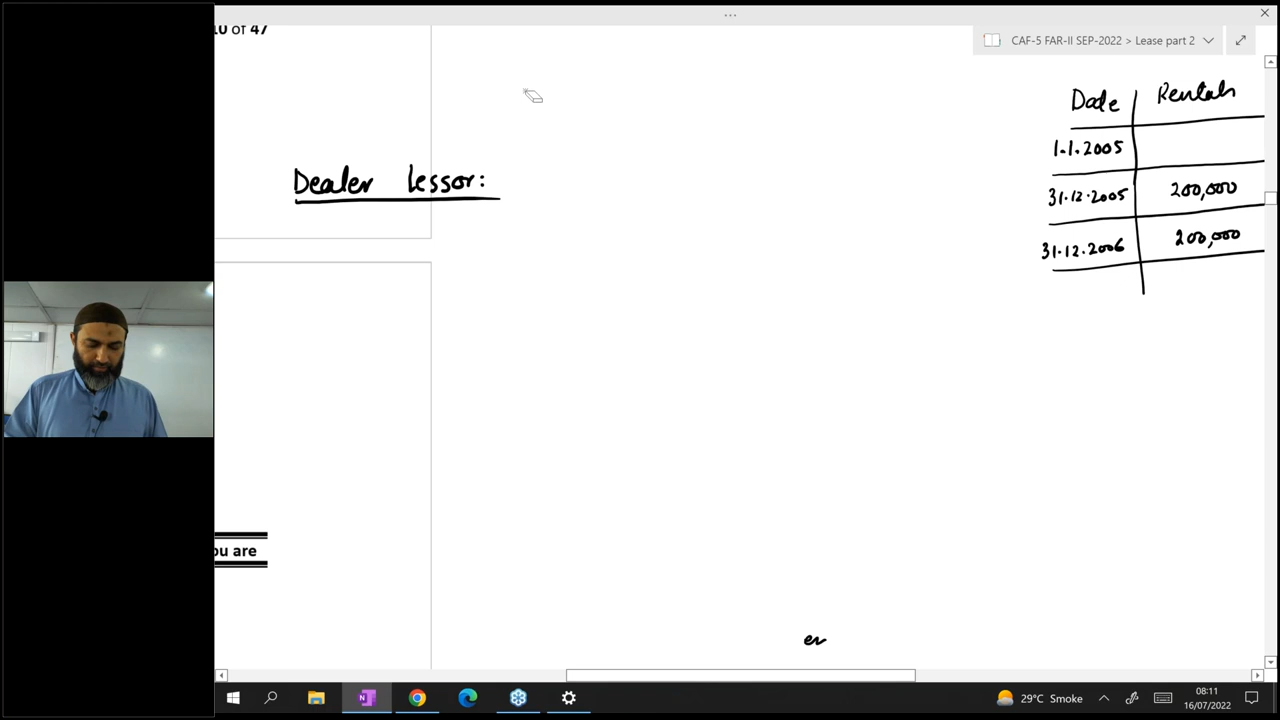 10 of 47
CAF-5 FAR-II SEP-2022 > Lease part 2
Date Rentals
1.1.2005
Dealer lessor:
31.12.2005 200,000
31.12.2006 200,000
ou are
29°C Smoke
08:11
16/07/2022